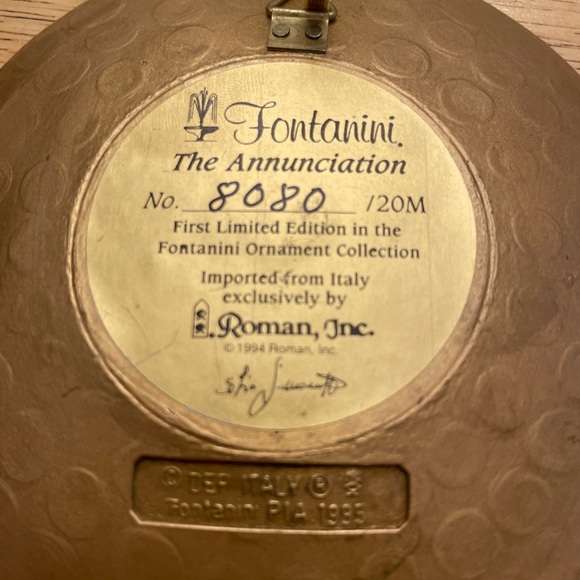 Fontanini.
The Annunciation
No. 8080 /20M
First Limited Edition in the
Fontanini Ornament Collection
Imported from Italy
exclusively by
Roman, Inc.
© 1994 Roman, Inc.
© DEP. ITALY ®
Fontanini PTA 1995